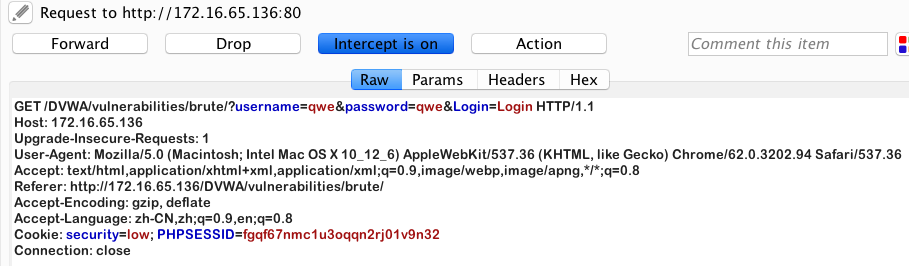 Request to http://172.16.65.136:80
Forward Drop Intercept is on Action Comment this item
Raw Params Headers Hex
GET /DVWA/vulnerabilities/brute/?username=qwe&password=qwe&Login=Login HTTP/1.1
Host: 172.16.65.136
Upgrade-Insecure-Requests: 1
User-Agent: Mozilla/5.0 (Macintosh; Intel Mac OS X 10_12_6) AppleWebKit/537.36 (KHTML, like Gecko) Chrome/62.0.3202.94 Safari/537.36
Accept: text/html,application/xhtml+xml,application/xml;q=0.9,image/webp,image/apng,*/*;q=0.8
Referer: http://172.16.65.136/DVWA/vulnerabilities/brute/
Accept-Encoding: gzip, deflate
Accept-Language: zh-CN,zh;q=0.9,en;q=0.8
Cookie: security=low; PHPSESSID=fgqf67nmc1u3oqqn2rj01v9n32
Connection: close